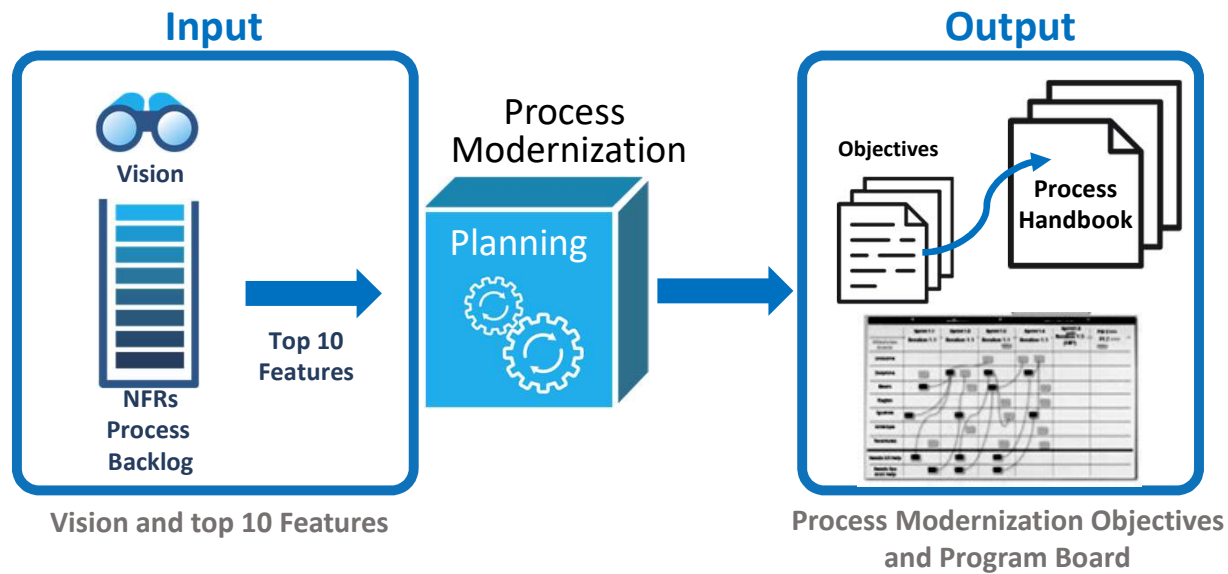 Input
Output
Vision
NFRs
Process
Backlog
Top 10
Features
Process
Modernization
Planning
Objectives
Process
Handbook
Vision and top 10 Features
Process Modernization Objectives
and Program Board